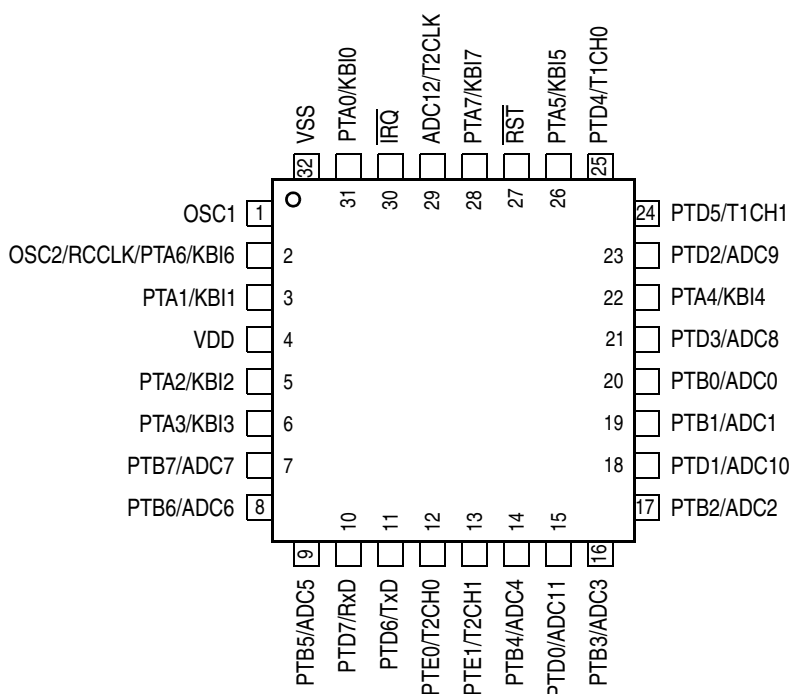 VSS
PTA0/KBI0
IRQ
ADC12/T2CLK
PTA7/KBI7
RST
PTA5/KBI5
PTD4/T1CH0
32
31
30
29
28
27
26
25
OSC1 1
OSC2/RCCLK/PTA6/KBI6 2
PTA1/KBI1 3
VDD 4
PTA2/KBI2 5
PTA3/KBI3 6
PTB7/ADC7 7
PTB6/ADC6 8
24 PTD5/T1CH1
23 PTD2/ADC9
22 PTA4/KBI4
21 PTD3/ADC8
20 PTB0/ADC0
19 PTB1/ADC1
18 PTD1/ADC10
17 PTB2/ADC2
9
10
11
12
13
14
15
16
PTB5/ADC5
PTD7/RxD
PTD6/TxD
PTE0/T2CH0
PTE1/T2CH1
PTB4/ADC4
PTD0/ADC11
PTB3/ADC3